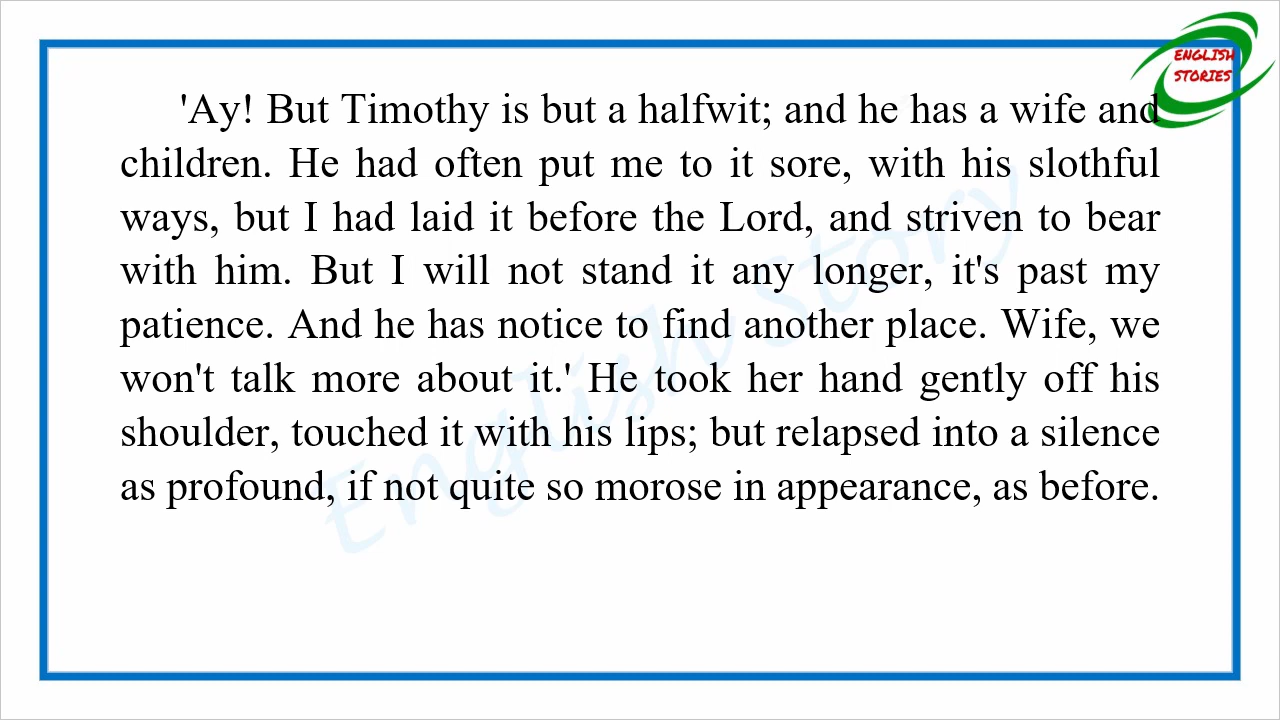 ENGLISH
STORIES
'Ay! But Timothy is but a halfwit; and he has a wife and
children. He had often put me to it sore, with his slothful
ways, but I had laid it before the Lord, and striven to bear
with him. But I will not stand it any longer, it's past my
patience. And he has notice to find another place. Wife, we
won't talk more about it.' He took her hand gently off his
shoulder, touched it with his lips; but relapsed into a silence
as profound, if not quite so morose in appearance, as before.
English Story